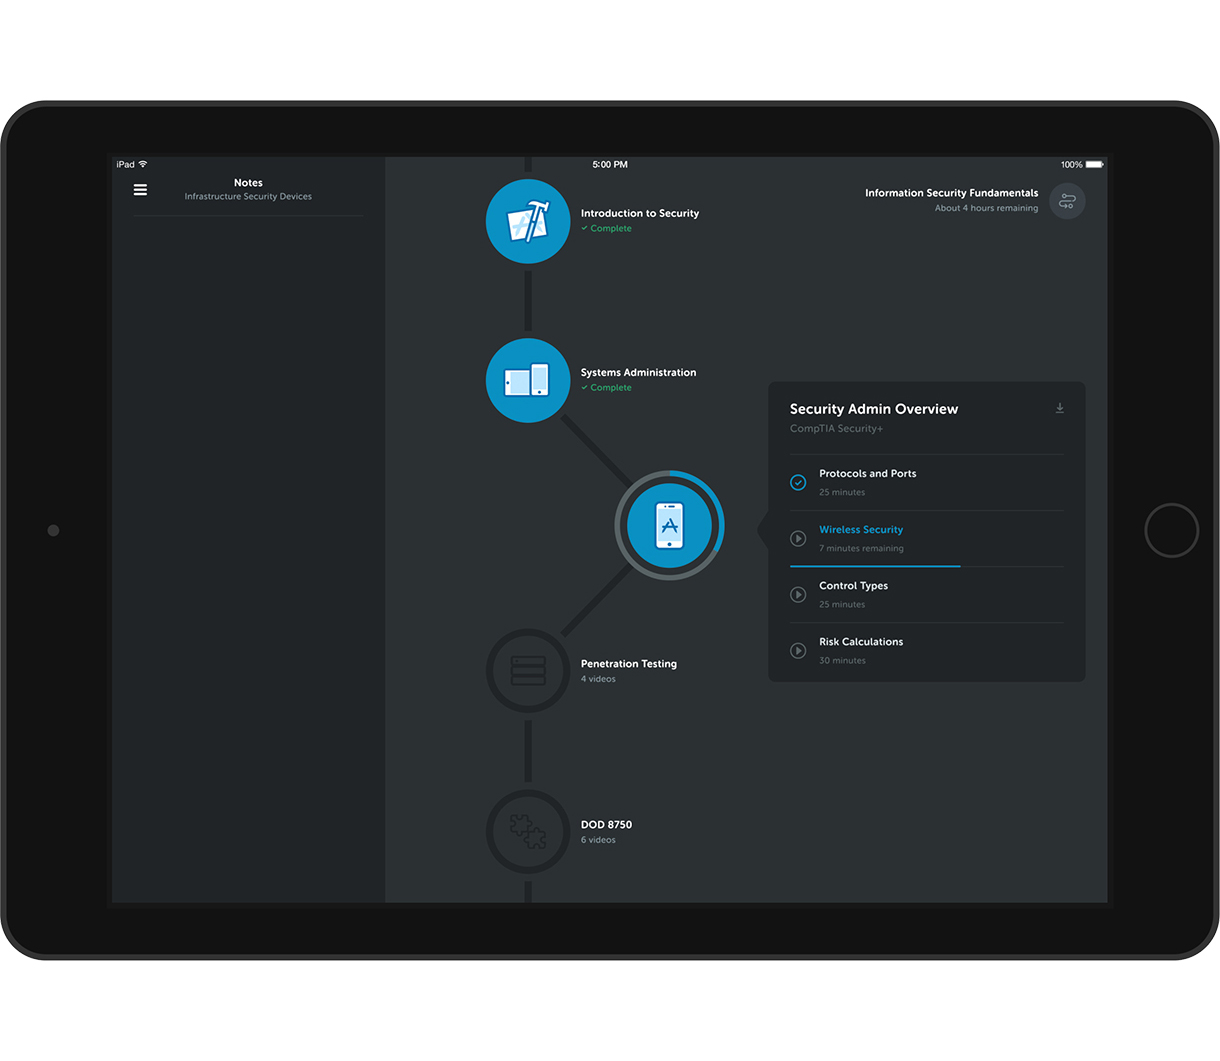 iPad
5:00 PM
100%
Notes
Infrastructure Security Devices
Information Security Fundamentals
About 4 hours remaining
Introduction to Security
Complete
Systems Administration
Complete
Security Admin Overview
CompTIA Security+
Protocols and Ports
25 minutes
Wireless Security
7 minutes remaining
Control Types
25 minutes
Risk Calculations
30 minutes
Penetration Testing
4 videos
DOD 8750
6 videos